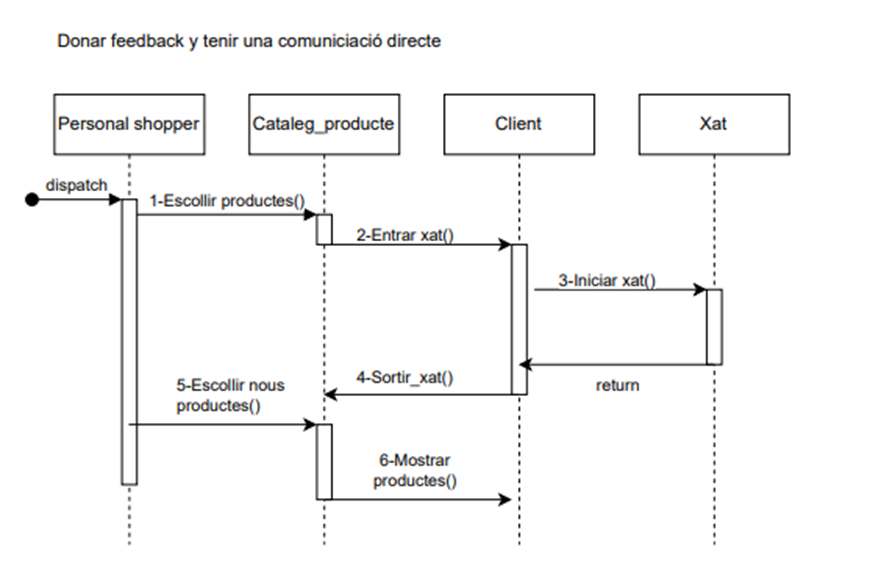 Donar feedback y tenir una comuniciació directe
Personal shopper
Cataleg_producte
Client
Xat
dispatch
1-Escollir productes()
2-Entrar xat()
3-Iniciar xat()
4-Sortir_xat()
return
5-Escollir nous
productes()
6-Mostrar
productes()